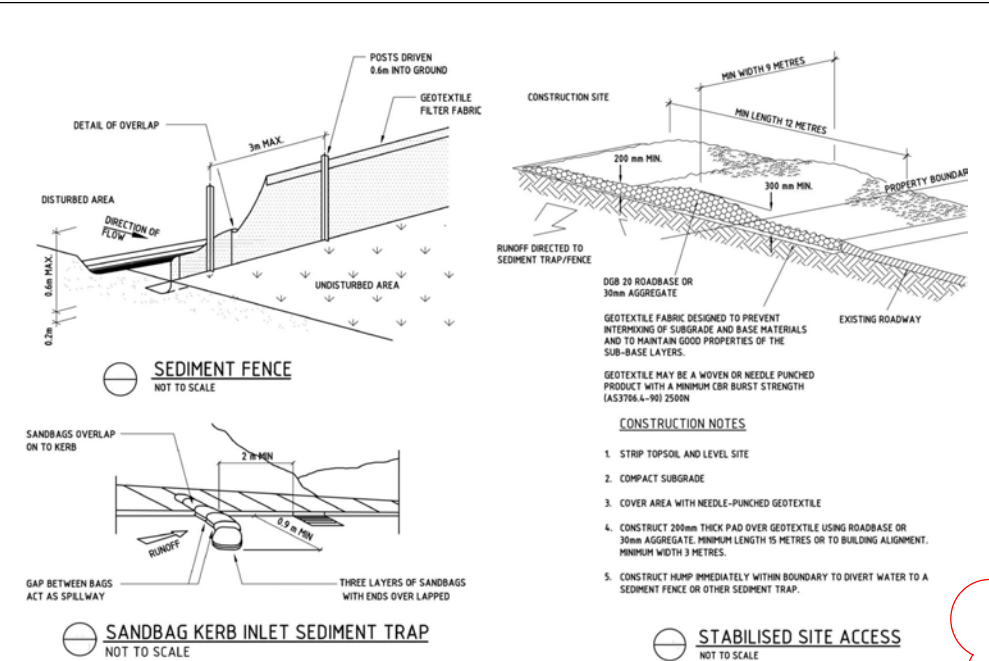 POSTS DRIVEN
0.6m INTO GROUND
GEOTEXTILE
FILTER FABRIC
DETAIL OF OVERLAP
3m MAX.
DISTURBED AREA
DIRECTION OF
FLOW
0.6m MAX.
0.2m
UNDISTURBED AREA
SEDIMENT FENCE
NOT TO SCALE
SANDBAGS OVERLAP
ON TO KERB
2 m MIN
0.9 m MIN
RUNOFF
GAP BETWEEN BAGS
ACT AS SPILLWAY
THREE LAYERS OF SANDBAGS
WITH ENDS OVER LAPPED
SANDBAG KERB INLET SEDIMENT TRAP
NOT TO SCALE
CONSTRUCTION SITE
MIN WIDTH 9 METRES
MIN LENGTH 12 METRES
200 mm MIN.
300 mm MIN.
PROPERTY BOUNDAR
RUNOFF DIRECTED TO
SEDIMENT TRAP/FENCE
DGB 20 ROADBASE OR
30mm AGGREGATE
EXISTING ROADWAY
GEOTEXTILE FABRIC DESIGNED TO PREVENT
INTERMIXING OF SUBGRADE AND BASE MATERIALS
AND TO MAINTAIN GOOD PROPERTIES OF THE
SUB-BASE LAYERS.
GEOTEXTILE MAY BE A WOVEN OR NEEDLE PUNCHED
PRODUCT WITH A MINIMUM CBR BURST STRENGTH
(AS3706.4-90) 2500N
CONSTRUCTION NOTES
1. STRIP TOPSOIL AND LEVEL SITE
2. COMPACT SUBGRADE
3. COVER AREA WITH NEEDLE-PUNCHED GEOTEXTILE
4. CONSTRUCT 200mm THICK PAD OVER GEOTEXTILE USING ROADBASE OR
30mm AGGREGATE. MINIMUM LENGTH 15 METRES OR TO BUILDING ALIGNMENT.
MINIMUM WIDTH 3 METRES.
5. CONSTRUCT HUMP IMMEDIATELY WITHIN BOUNDARY TO DIVERT WATER TO A
SEDIMENT FENCE OR OTHER SEDIMENT TRAP.
STABILISED SITE ACCESS
NOT TO SCALE